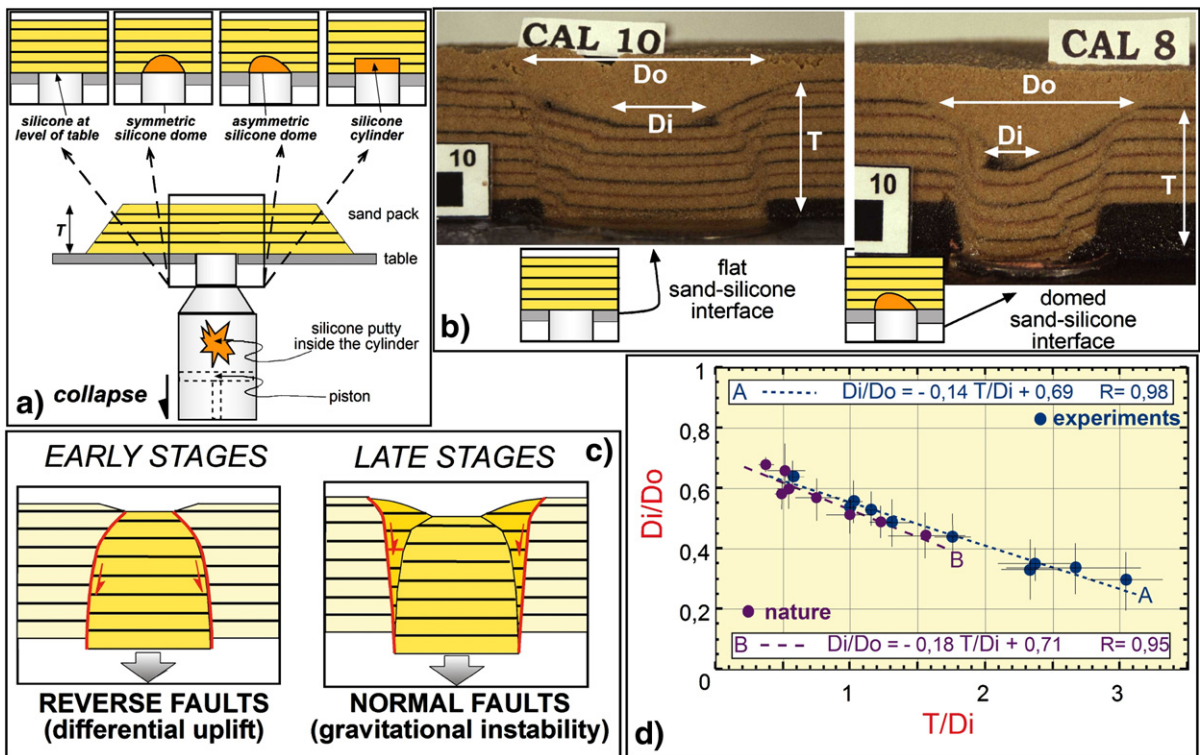 silicone at
level of table
symmetric
silicone dome
asymmetric
silicone dome
silicone
cylinder
T
sand pack
table
silicone putty
inside the cylinder
piston
collapse
a)
CAL 10
Do
Di
T
10
flat
sand-silicone
interface
b)
CAL 8
Do
Di
T
10
domed
sand-silicone
interface
EARLY STAGES
LATE STAGES
c)
REVERSE FAULTS
(differential uplift)
NORMAL FAULTS
(gravitational instability)
A Di/Do = - 0,14 T/Di + 0,69 R= 0,98
experiments
1
0,8
0,6
0,4
0,2
0
Di/Do
B
A
nature
B Di/Do = - 0,18 T/Di + 0,71 R= 0,95
1 2 3
T/Di
d)